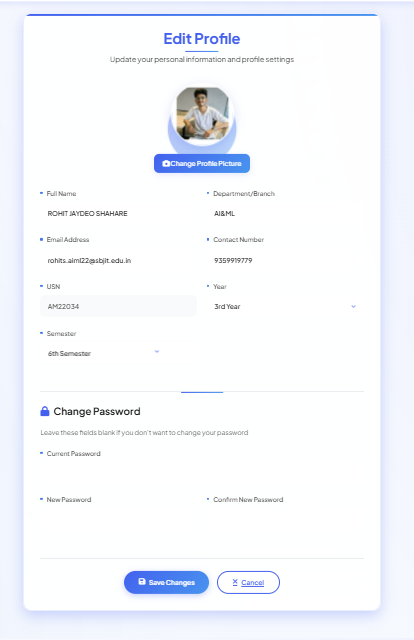 Edit Profile
Update your personal information and profile settings
Change Profile Picture
Full Name
Department/Branch
ROHIT JAYDEO SHAHARE
AI&ML
Email Address
Contact Number
rohits.aiml22@sbjit.edu.in
9359919779
USN
Year
AM22034
3rd Year
Semester
6th Semester
Change Password
Leave these fields blank if you don't want to change your password
Current Password
New Password
Confirm New Password
Save Changes
Cancel